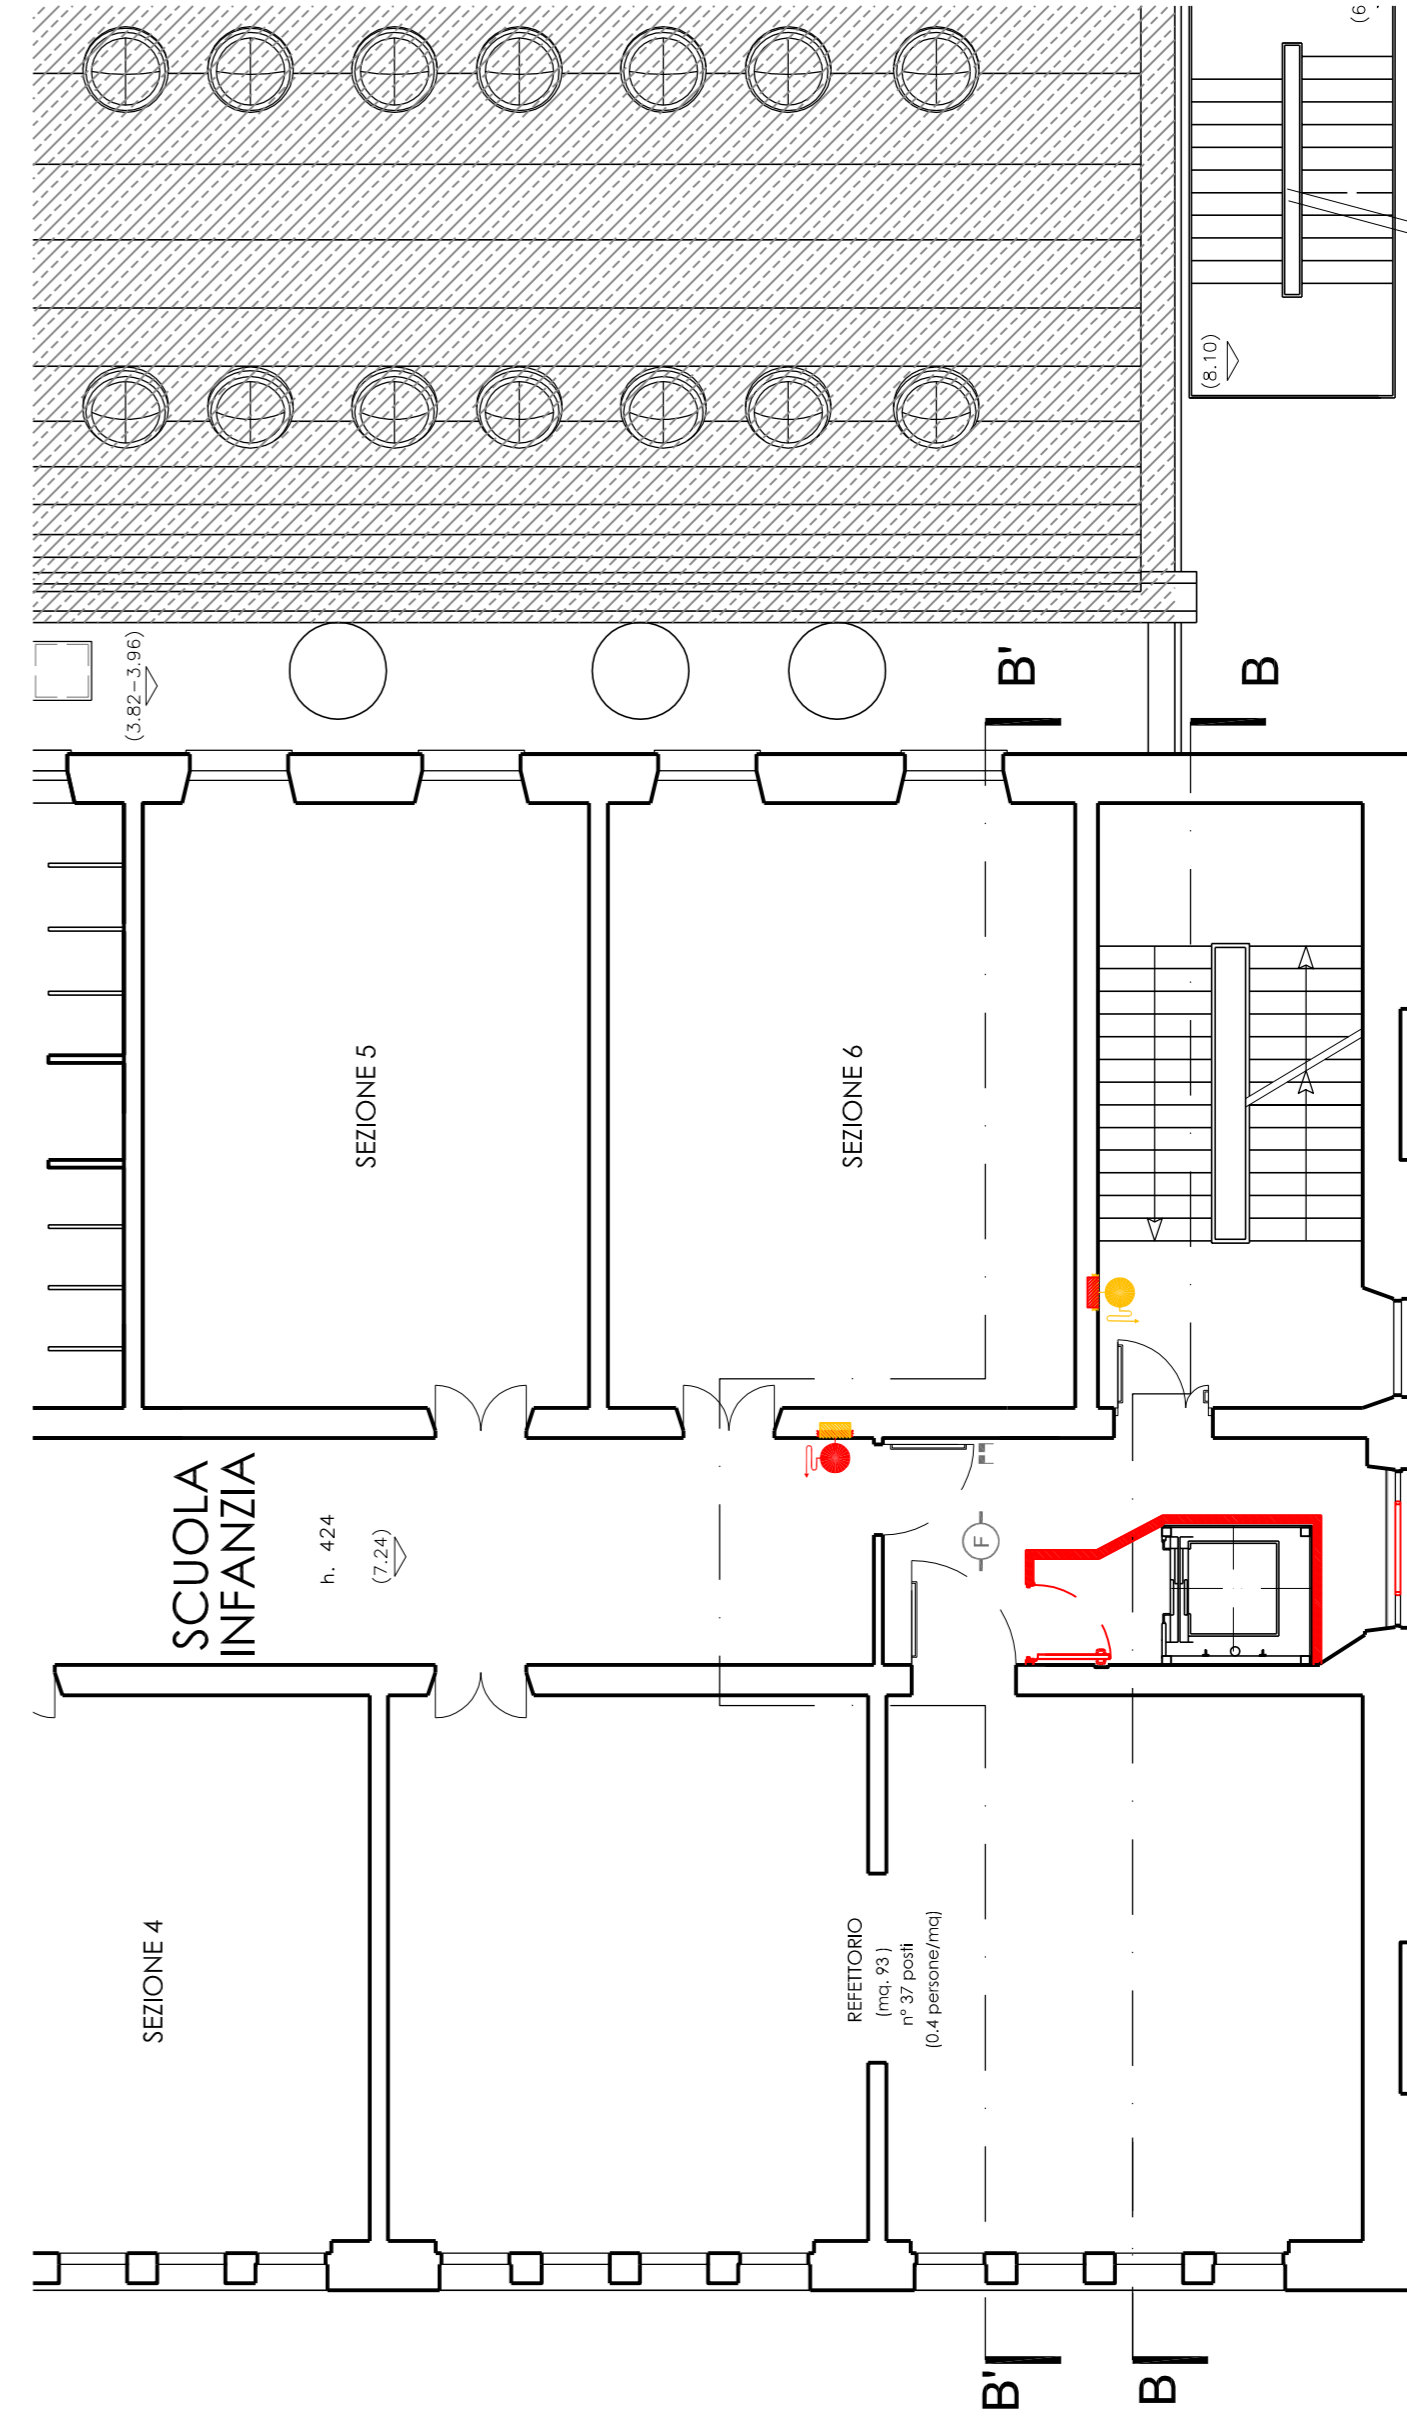 (3.82-3.96)
(8.10)
B'
B
SEZIONE 5
SEZIONE 6
SCUOLA
INFANZIA
h. 424
(7.24)
F
SEZIONE 4
REFETTORIO
(mq. 93 )
n° 37 posti
(0.4 persone/mq)
B'
B